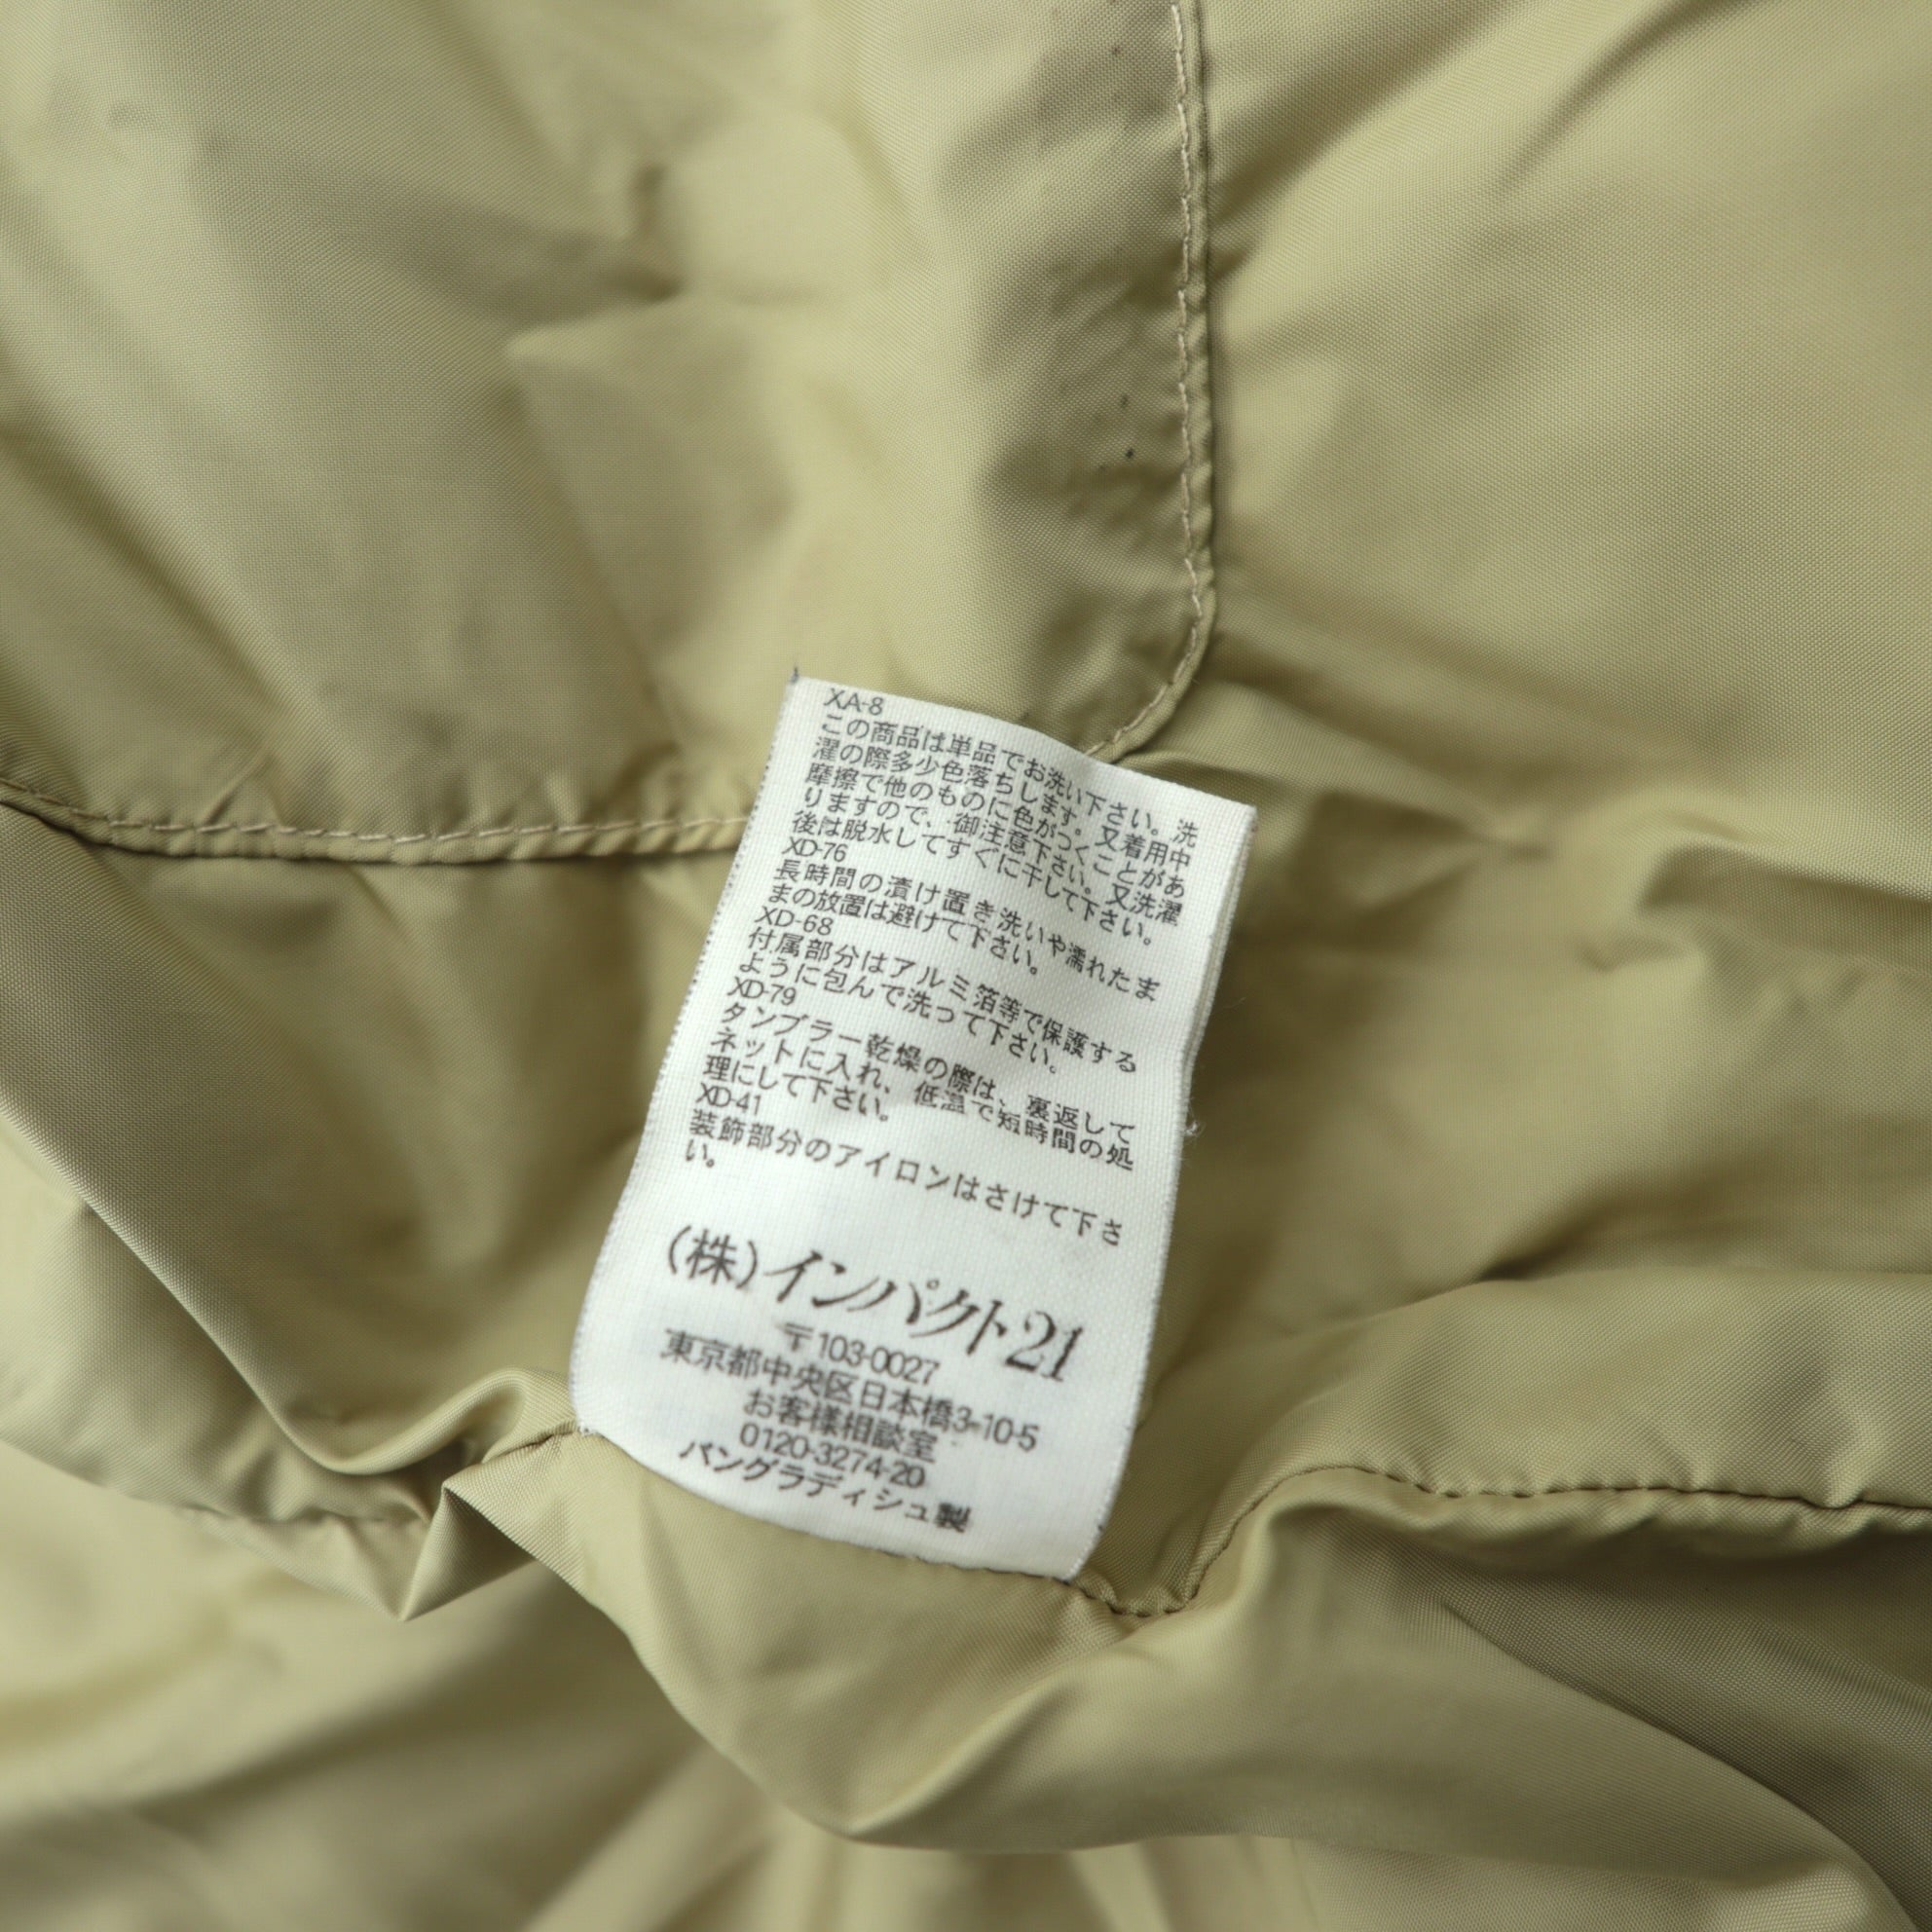 XA-8
この商品は単品でお洗い下さい。洗
濯の際多少色落ちします。又着用中
摩擦で他のものに色がつくことがあ
りますので、御注意下さい。又洗濯
後は脱水してすぐに干して下さい。
XD-76
長時間の漬け置き洗いや濡れたま
まの放置は避けて下さい。
XD-68
付属部分はアルミ箔等で保護する
ように包んで洗って下さい。
XD-79
タンブラー乾燥の際は、裏返して
ネットに入れ、低温で短時間の処
理にして下さい。
XD-41
装飾部分のアイロンはさけて下さ
い。
(株)インパクト21
〒103-0027
東京都中央区日本橋3-10-5
お客様相談室
0120-3274-20
バングラディシュ製